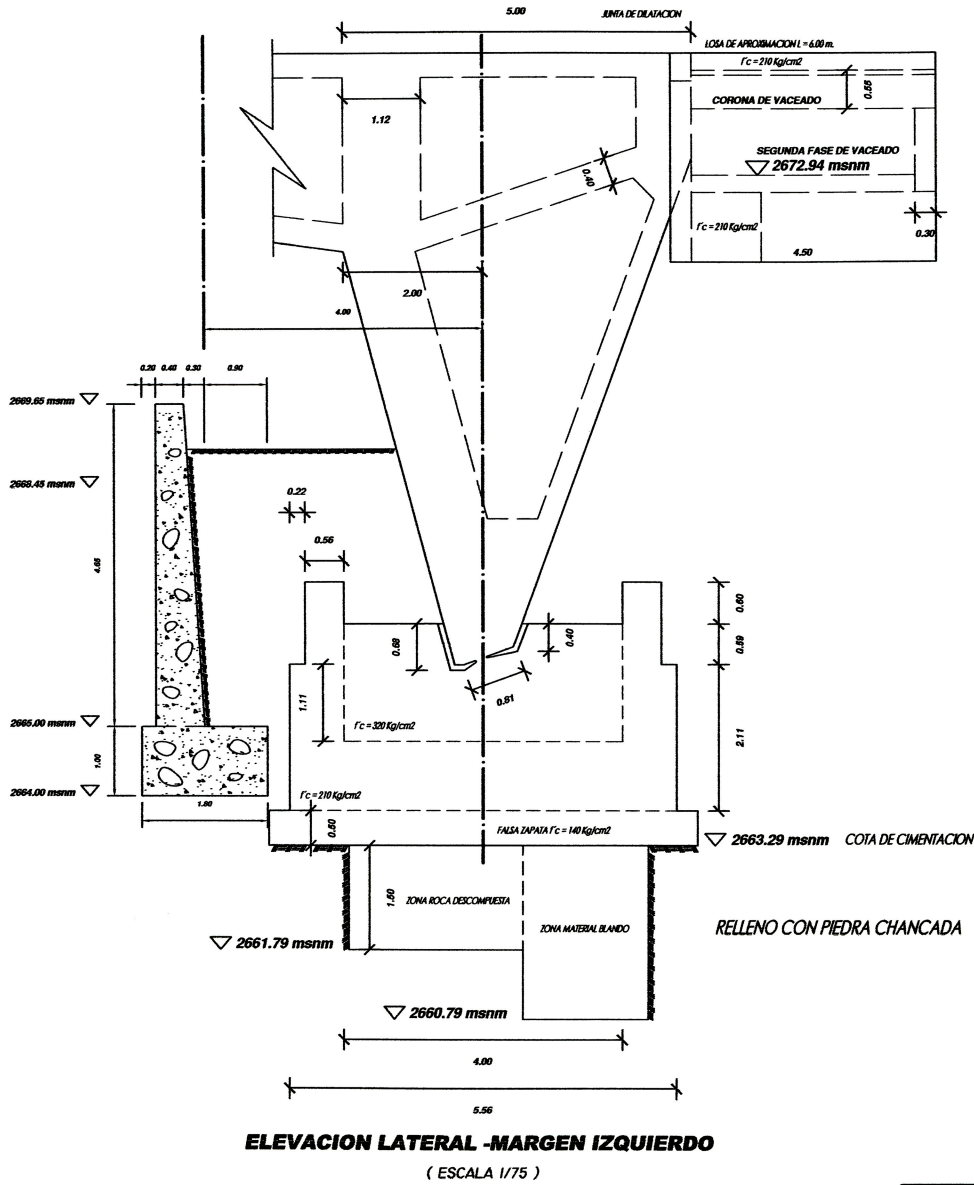 5.00
JUNTA DE DILATACION
LOSA DE APROXIMACION L = 6.00 m.
f'c = 210 Kg/cm2
0.55
CORONA DE VACEADO
1.12
SEGUNDA FASE DE VACEADO
2672.94 msnm
0.40
f'c = 210 Kg/cm2
0.30
4.50
2.00
4.00
0.20 0.40 0.30 0.90
2669.65 msnm
2668.45 msnm
0.22
0.56
4.65
0.60
0.68
0.40
0.59
1.11
0.61
2665.00 msnm
f'c = 320 Kg/cm2
2.11
1.00
2664.00 msnm
f'c = 210 Kg/cm2
1.80
0.60
FALSA ZAPATA f'c = 140 Kg/cm2
2663.29 msnm COTA DE CIMENTACION
1.50
ZONA ROCA DESCOMPUESTA
ZONA MATERIAL BLANDO
RELLENO CON PIEDRA CHANCADA
2661.79 msnm
2660.79 msnm
4.00
5.56
ELEVACION LATERAL -MARGEN IZQUIERDO
( ESCALA 1/75 )